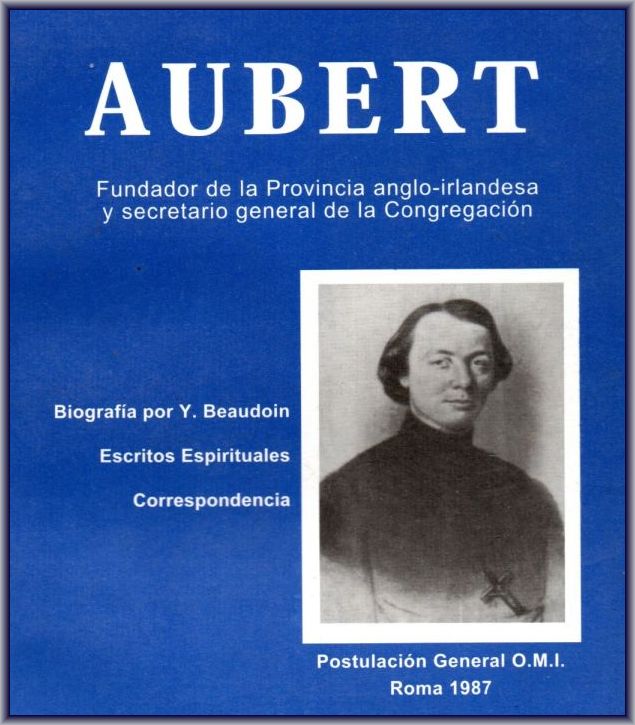 AUBERT
Fundador de la Provincia anglo-irlandesa
y secretario general de la Congregación
Biografía por Y. Beaudoin
Escritos Espirituales
Correspondencia
Postulación General O.M.I.
Roma 1987